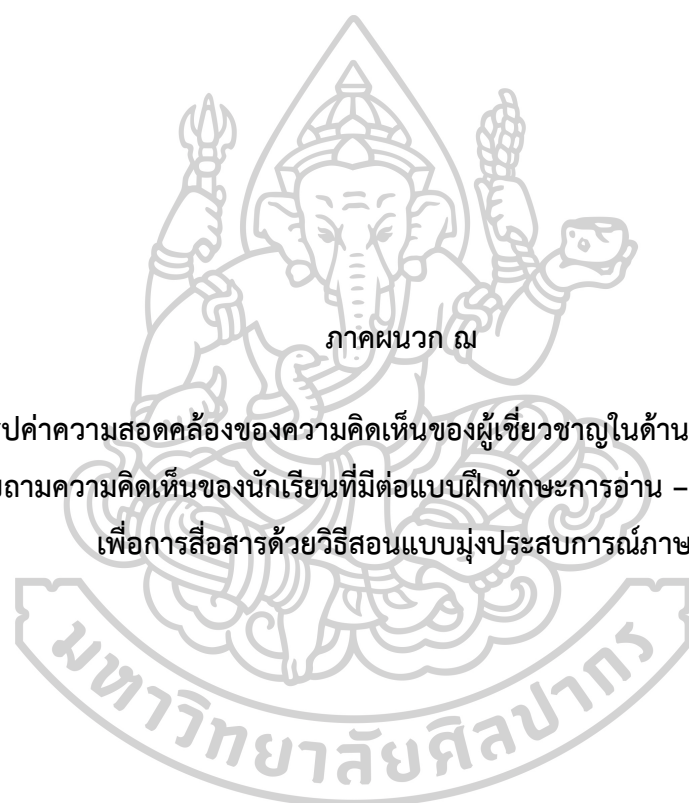 ภาคผนวก ฌ
ปค่าความสอดคล้องของความคิดเห็นของผู้เชี่ยวชาญในด้าน
ถามความคิดเห็นของนักเรียนที่มีต่อแบบฝึกทักษะการอ่าน –
เพื่อการสื่อสารด้วยวิธีสอนแบบมุ่งประสบการณ์ภาษ
มหาวิทยาลัยศิลปากร